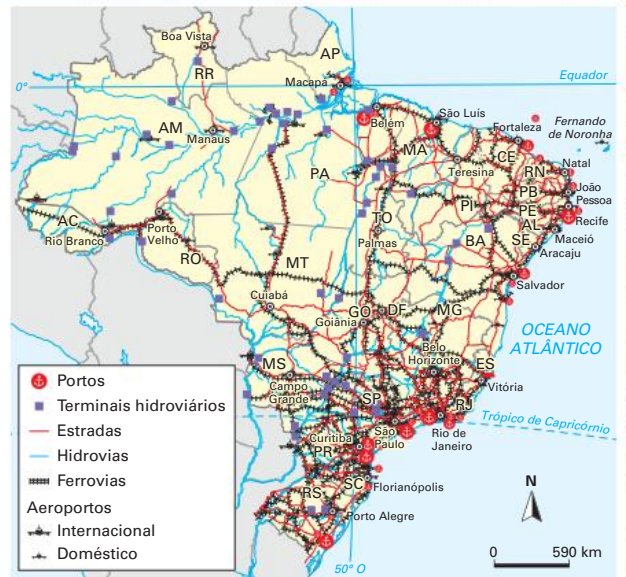 Boa Vista
RR
AP
Macapá
0°
Equador
Belém
São Luís
Fortaleza
Fernando
de Noronha
AM
Manaus
PA
MA
Teresina
CE
RN
Natal
PB
João
Pessoa
PI
PE
Recife
AC
Rio Branco
Porto
Velho
RO
TO
Palmas
BA
AL
Maceió
SE
Aracaju
MT
Salvador
Cuiabá
GO
DF
MG
Goiânia
OCEANO
ATLÂNTICO
Belo
Horizonte
ES
MS
Campo
Grande
Vitória
SP
RJ
São
Paulo
Rio de
Janeiro
Trópico de Capricórnio
Curitiba
PR
SC
Florianópolis
RS
Porto Alegre
50° O
N
0 590 km
Portos
Terminais hidroviários
Estradas
Hidrovias
Ferrovias
Aeroportos
Internacional
Doméstico